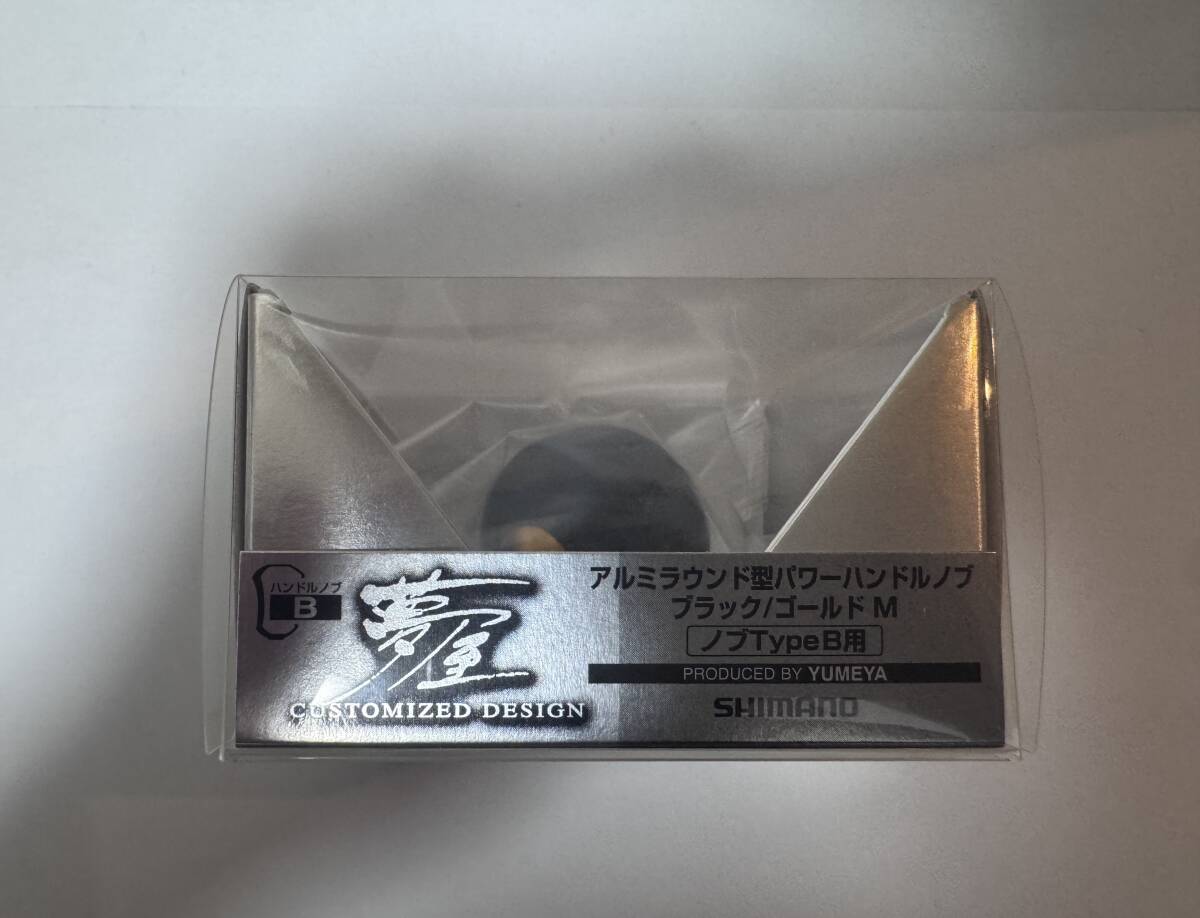 ハンドルノブ
B
夢屋
CUSTOMIZED DESIGN
アルミラウンド型パワーハンドルノブ
ブラック/ゴールド M
ノブTypeB用
PRODUCED BY YUMEYA
SHIMANO